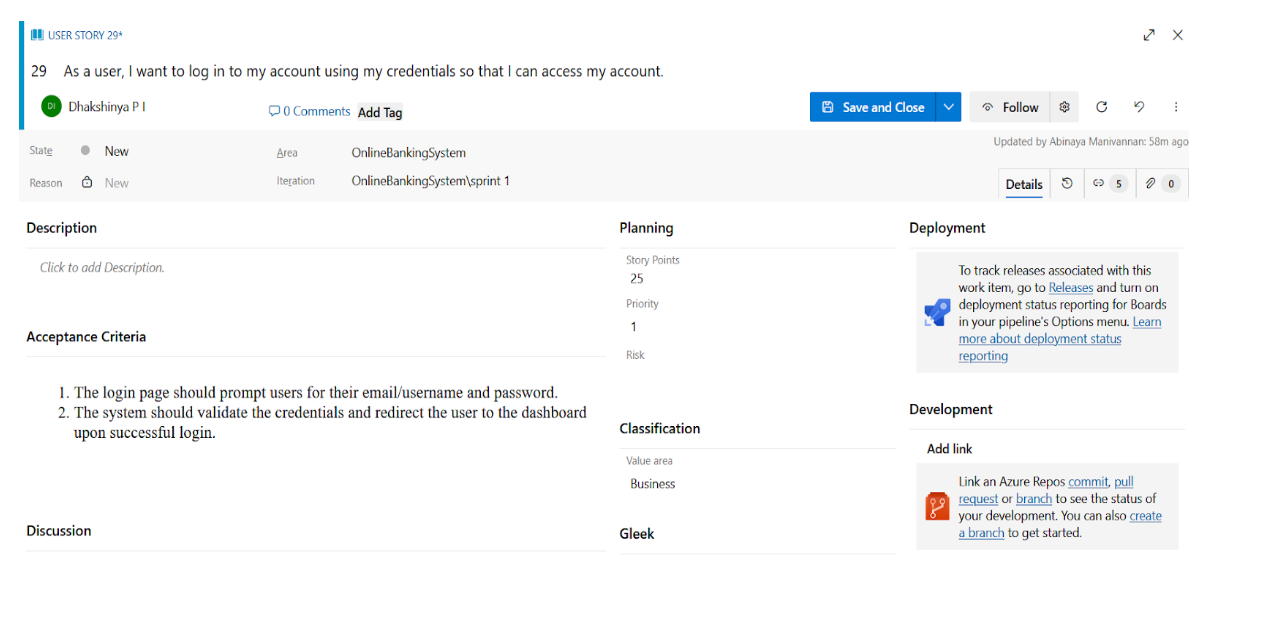 USER STORY 29*
29 As a user, I want to log in to my account using my credentials so that I can access my account.
DI Dhakshinya P I
0 Comments Add Tag
Save and Close
Follow
State New
Area OnlineBankingSystem
Updated by Abinaya Manivannan: 58m ago
Reason New
Iteration OnlineBankingSystem\sprint 1
Details 5 0
Description
Click to add Description.
Acceptance Criteria
1. The login page should prompt users for their email/username and password.
2. The system should validate the credentials and redirect the user to the dashboard
upon successful login.
Discussion
Planning
Story Points
25
Priority
1
Risk
Classification
Value area
Business
Gleek
Deployment
To track releases associated with this
work item, go to Releases and turn on
deployment status reporting for Boards
in your pipeline's Options menu. Learn
more about deployment status
reporting
Development
Add link
Link an Azure Repos commit, pull
request or branch to see the status of
your development. You can also create
a branch to get started.